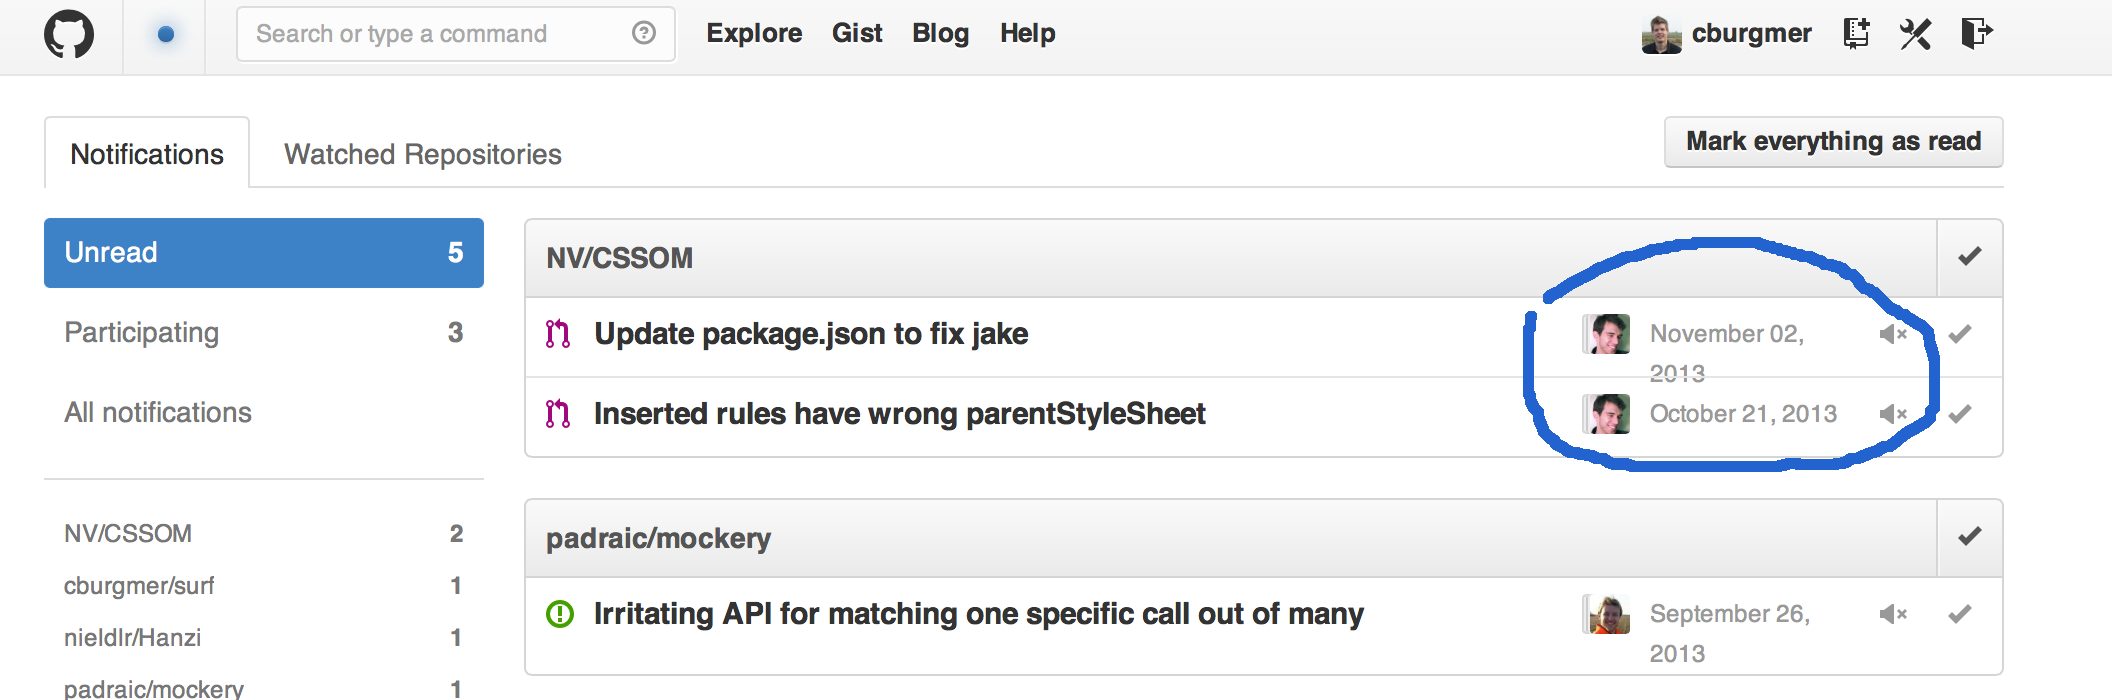 Search or type a command
Explore Gist Blog Help
cburgmer
Notifications Watched Repositories
Mark everything as read
Unread 5
Participating 3
All notifications
NV/CSSOM 2
cburgmer/surf 1
nieldlr/Hanzi 1
padraic/mockery 1
NV/CSSOM
Update package.json to fix jake
November 02,
2013
Inserted rules have wrong parentStyleSheet
October 21, 2013
padraic/mockery
Irritating API for matching one specific call out of many
September 26,
2013